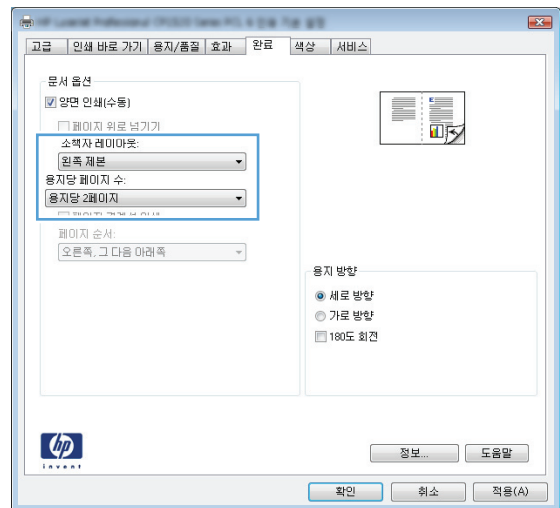 고급 인쇄 바로 가기 용지/품질 효과 완료 색상 서비스
문서 옵션
양면 인쇄(수동)
페이지 위로 넘기기
소책자 레이아웃:
왼쪽 제본
용지당 페이지 수:
용지당 2페이지
페이지 순서:
오른쪽, 그 다음 아래쪽
용지 방향
세로 방향
가로 방향
180도 회전
hp
invent
정보... 도움말
확인 취소 적용(A)